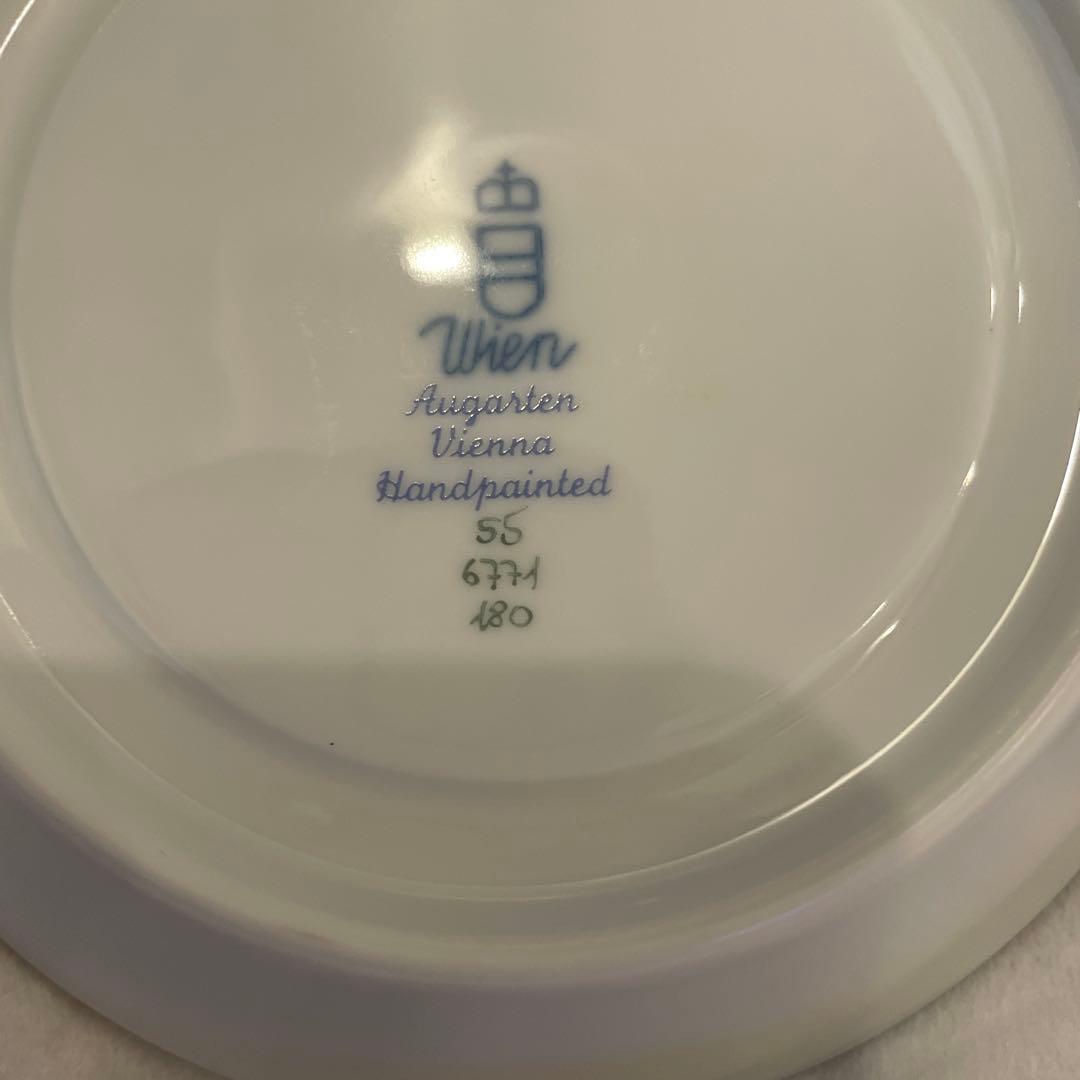 Wien
Augarten
Vienna
Handpainted
55
6771
180